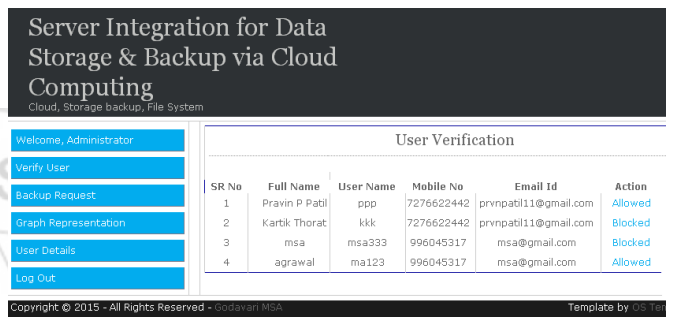 Server Integration for Data
Storage & Backup via Cloud
Computing
Cloud, Storage backup, File System
Welcome, Administrator
Verify User
Backup Request
Graph Representation
User Details
Log Out
User Verification
SR No Full Name User Name Mobile No Email Id Action
1 Pravin P Patil ppp 7276622442 prvnpatil11@gmail.com Allowed
2 Kartik Thorat kkk 7276622442 prvnpatil11@gmail.com Blocked
3 msa msa333 996045317 msa@gmail.com Blocked
4 agrawal ma123 996045317 msa@gmail.com Allowed
Copyright © 2015 - All Rights Reserved - Godavari MSA
Template by OS Tem